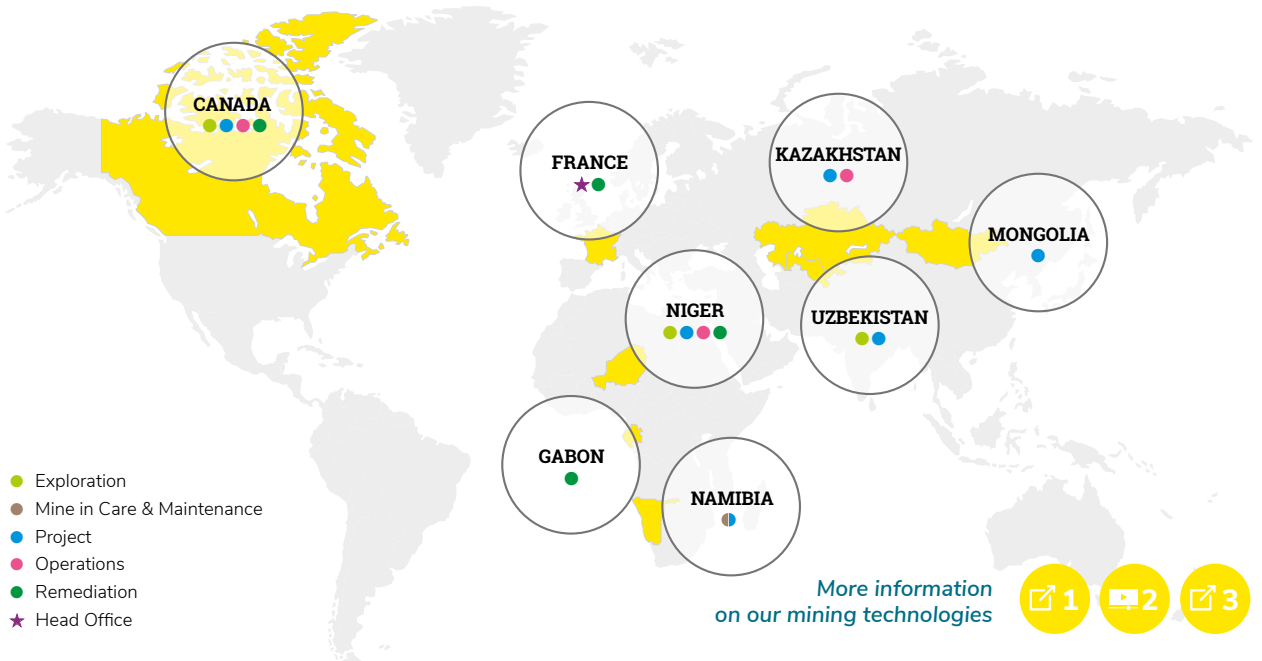 CANADA
FRANCE
KAZAKHSTAN
MONGOLIA
NIGER
UZBEKISTAN
GABON
NAMIBIA
Exploration
Mine in Care & Maintenance
Project
Operations
Remediation
Head Office
More information
on our mining technologies
1
2
3